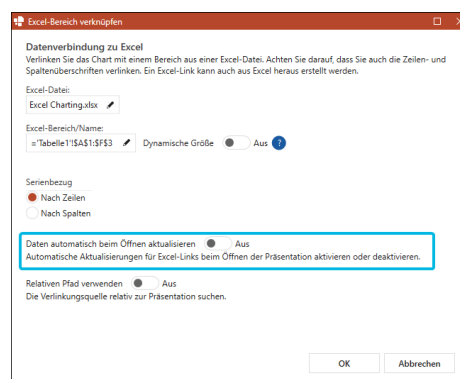 Excel-Bereich verknüpfen
Datenverbindung zu Excel
Verlinken Sie das Chart mit einem Bereich aus einer Excel-Datei. Achten Sie darauf, dass Sie auch die Zeilen- und
Spaltenüberschriften verlinken. Ein Excel-Link kann auch aus Excel heraus erstellt werden.
Excel-Datei:
Excel Charting.xlsx
Excel-Bereich/Name:
='Tabelle1'!$A$1:$F$3 Dynamische Größe Aus ?
Serienbezug
Nach Zeilen
Nach Spalten
Daten automatisch beim Öffnen aktualisieren Aus
Automatische Aktualisierungen für Excel-Links beim Öffnen der Präsentation aktivieren oder deaktivieren.
Relativen Pfad verwenden Aus
Die Verlinkungsquelle relativ zur Präsentation suchen.
OK Abbrechen